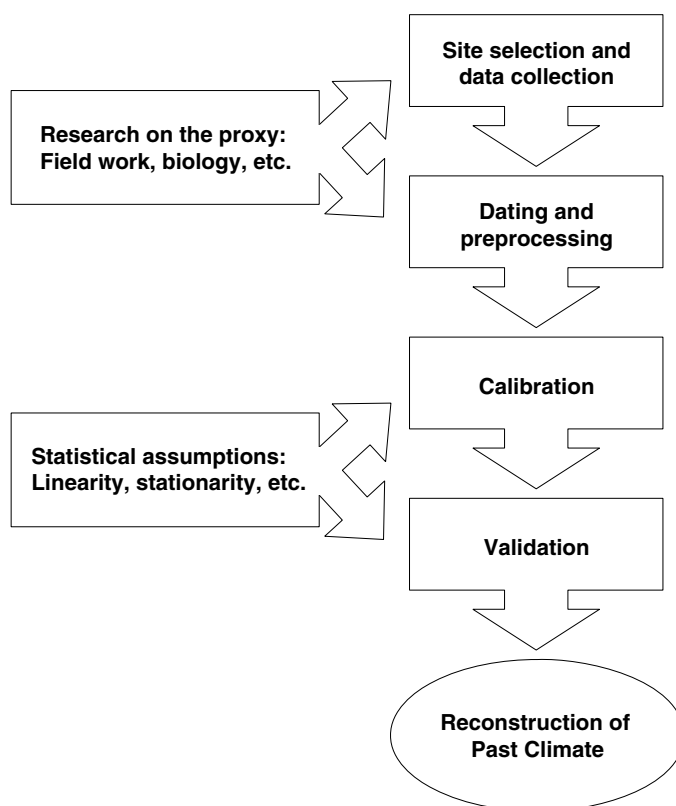 Site selection and
data collection
Research on the proxy:
Field work, biology, etc.
Dating and
preprocessing
Calibration
Statistical assumptions:
Linearity, stationarity, etc.
Validation
Reconstruction of
Past Climate